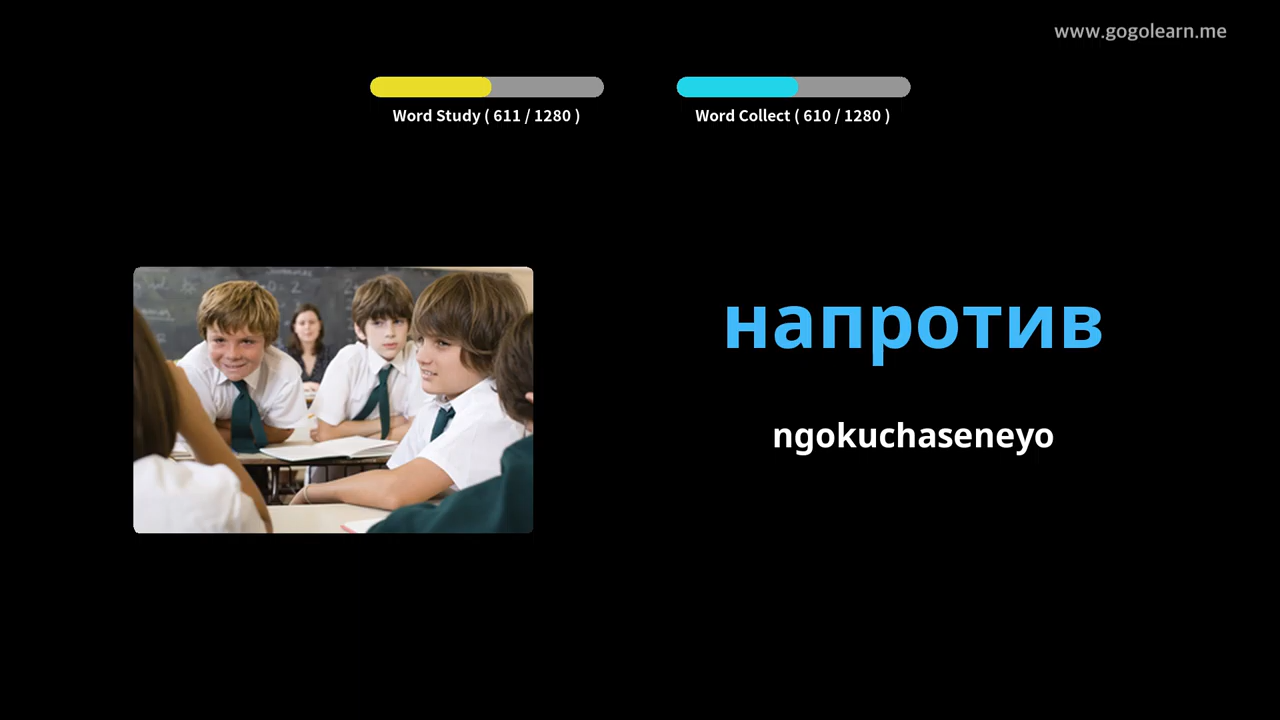 www.gogolearn.me
Word Study ( 611 / 1280 )
Word Collect ( 610 / 1280 )
напротив
ngokuchaseneyo